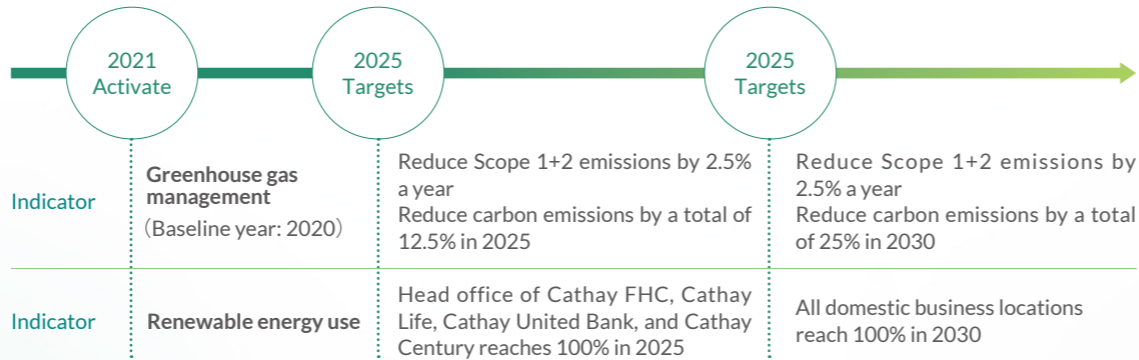 2021
Activate
2025
Targets
2025
Targets
Indicator
Greenhouse gas
management
(Baseline year: 2020)
Reduce Scope 1+2 emissions by 2.5%
a year
Reduce carbon emissions by a total of
12.5% in 2025
Reduce Scope 1+2 emissions by
2.5% a year
Reduce carbon emissions by a total
of 25% in 2030
Indicator
Renewable energy use
Head office of Cathay FHC, Cathay
Life, Cathay United Bank, and Cathay
Century reaches 100% in 2025
All domestic business locations
reach 100% in 2030